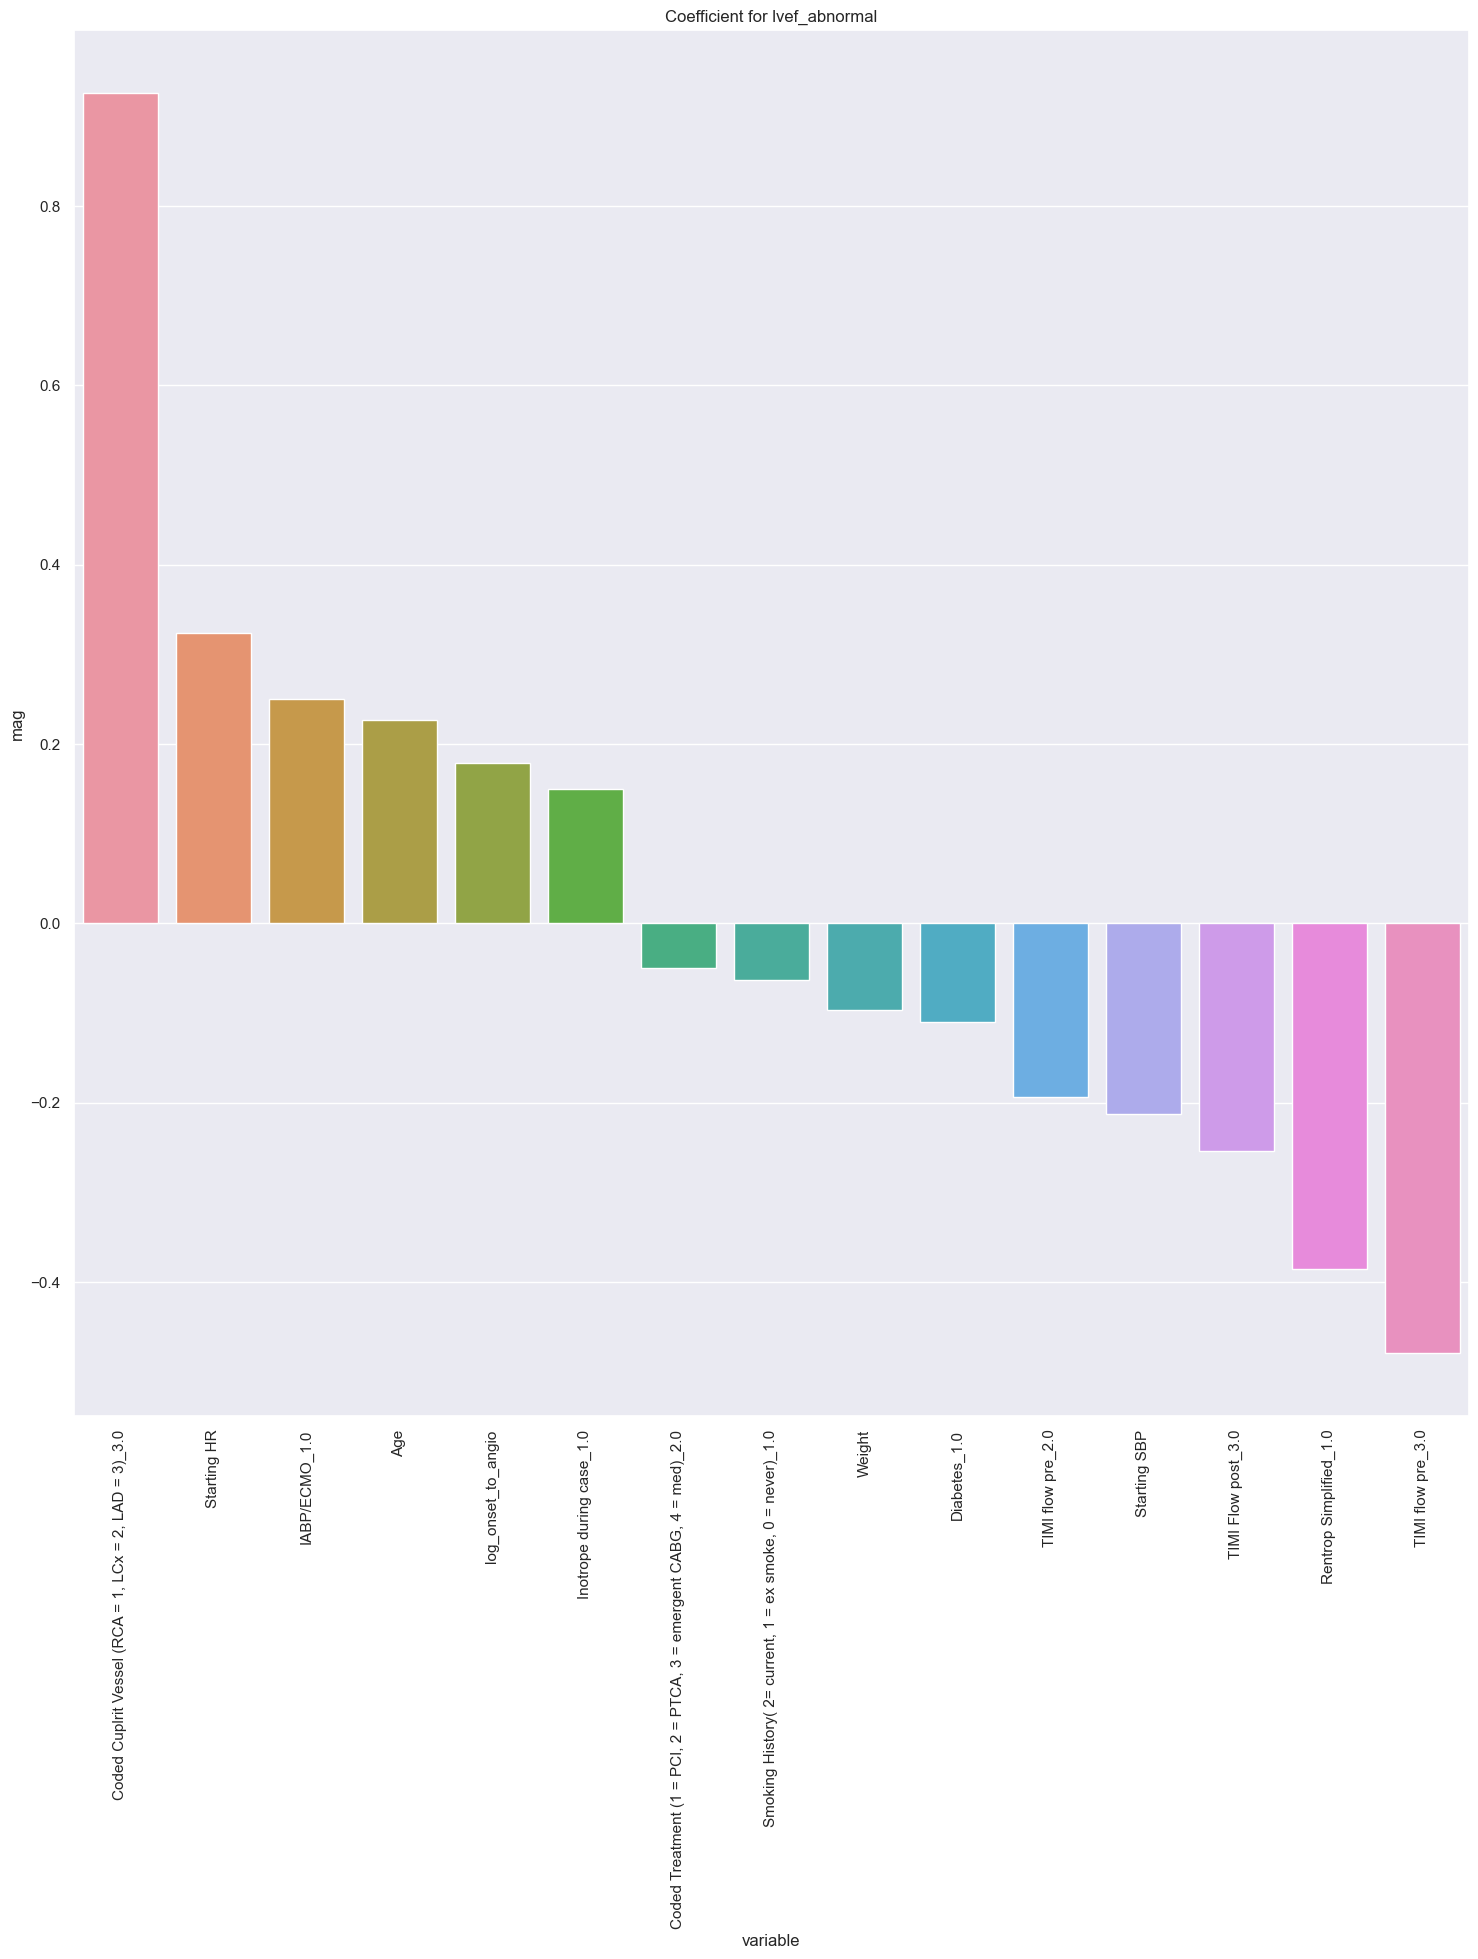 Coefficient for lvef_abnormal
mag
0.8
0.6
0.4
0.2
0.0
−0.2
−0.4
Coded Cuplrit Vessel (RCA = 1, LCx = 2, LAD = 3)_3.0
Starting HR
IABP/ECMO_1.0
Age
log_onset_to_angio
Inotrope during case_1.0
Coded Treatment (1 = PCI, 2 = PTCA, 3 = emergent CABG, 4 = med)_2.0
Smoking History( 2= current, 1 = ex smoke, 0 = never)_1.0
Weight
Diabetes_1.0
TIMI flow pre_2.0
Starting SBP
TIMI Flow post_3.0
Rentrop Simplified_1.0
TIMI flow pre_3.0
variable